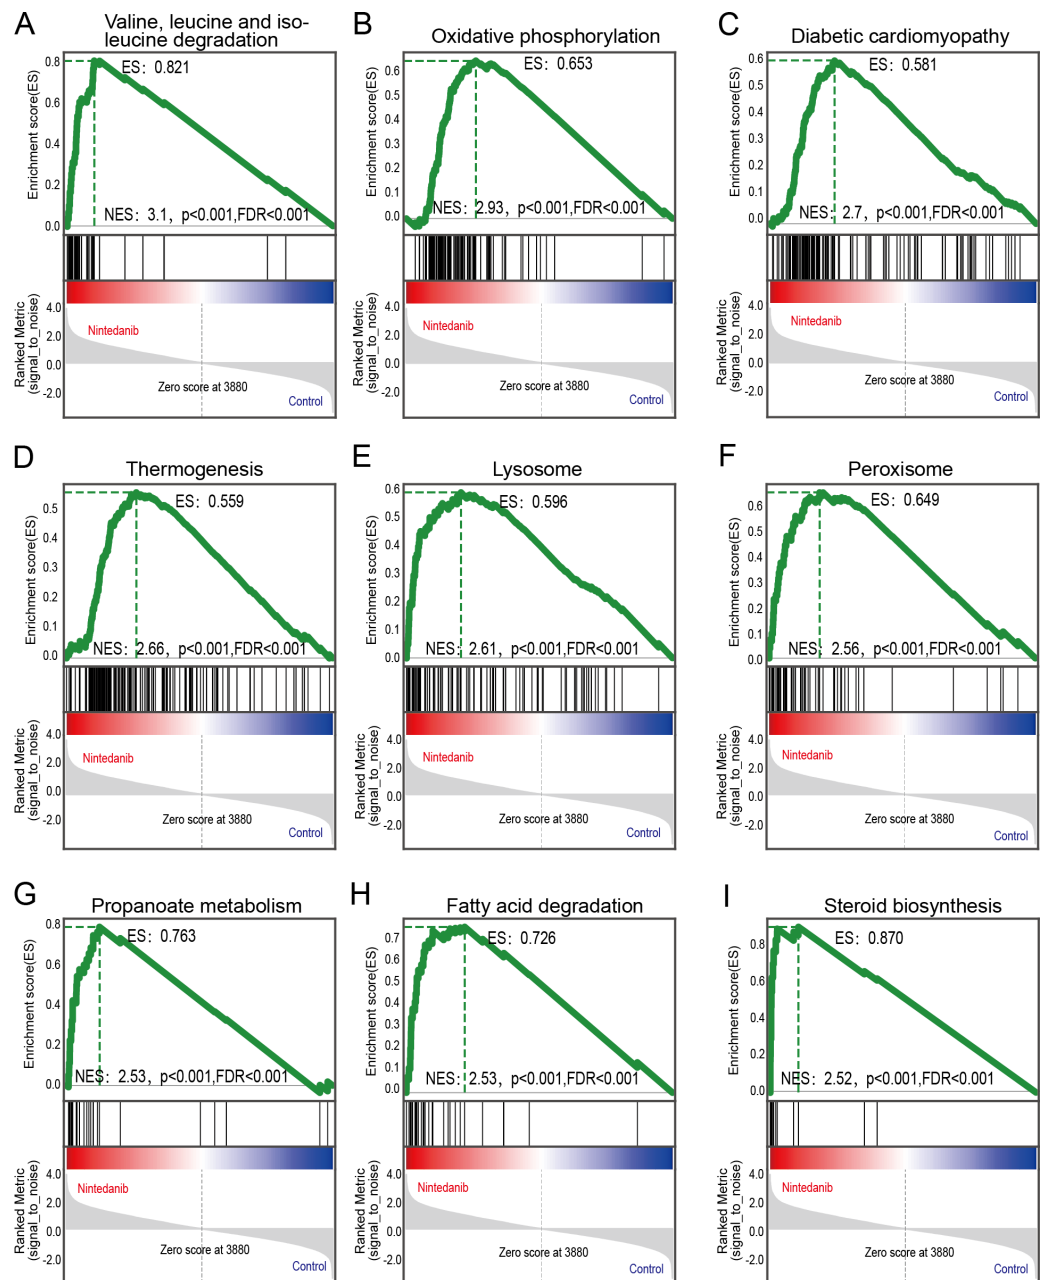 A
Valine, leucine and iso-
leucine degradation
Enrichment score(ES)
0.8
0.6
0.4
0.2
0.0
ES: 0.821
NES: 3.1, p<0.001,FDR<0.001
Ranked Metric
(signal_to_noise)
4.0
2.0
0.0
-2.0
Nintedanib
Zero score at 3880
Control
B
Oxidative phosphorylation
Enrichment score(ES)
0.6
0.5
0.4
0.3
0.2
0.1
0.0
ES: 0.653
NES: 2.93, p<0.001,FDR<0.001
Ranked Metric
(signal_to_noise)
4.0
2.0
0.0
-2.0
Nintedanib
Zero score at 3880
Control
C
Diabetic cardiomyopathy
Enrichment score(ES)
0.6
0.5
0.4
0.3
0.2
0.1
0.0
ES: 0.581
NES: 2.7, p<0.001,FDR<0.001
Ranked Metric
(signal_to_noise)
4.0
2.0
0.0
-2.0
Nintedanib
Zero score at 3880
Control
D
Thermogenesis
Enrichment score(ES)
0.5
0.4
0.3
0.2
0.1
0.0
ES: 0.559
NES: 2.66, p<0.001,FDR<0.001
Ranked Metric
(signal_to_noise)
4.0
2.0
0.0
-2.0
Nintedanib
Zero score at 3880
Control
E
Lysosome
Enrichment score(ES)
0.6
0.5
0.4
0.3
0.2
0.1
0.0
ES: 0.596
NES: 2.61, p<0.001,FDR<0.001
Ranked Metric
(signal_to_noise)
4.0
2.0
0.0
-2.0
Nintedanib
Zero score at 3880
Control
F
Peroxisome
Enrichment score(ES)
0.6
0.5
0.4
0.3
0.2
0.1
0.0
ES: 0.649
NES: 2.56, p<0.001,FDR<0.001
Ranked Metric
(signal_to_noise)
4.0
2.0
0.0
-2.0
Nintedanib
Zero score at 3880
Control
G
Propanoate metabolism
Enrichment score(ES)
0.8
0.6
0.4
0.2
0.0
ES: 0.763
NES: 2.53, p<0.001,FDR<0.001
Ranked Metric
(signal_to_noise)
4.0
2.0
0.0
-2.0
Nintedanib
Zero score at 3880
Control
H
Fatty acid degradation
Enrichment score(ES)
0.7
0.6
0.5
0.4
0.3
0.2
0.1
0.0
ES: 0.726
NES: 2.53, p<0.001,FDR<0.001
Ranked Metric
(signal_to_noise)
4.0
2.0
0.0
-2.0
Nintedanib
Zero score at 3880
Control
I
Steroid biosynthesis
Enrichment score(ES)
0.8
0.6
0.4
0.2
0.0
ES: 0.870
NES: 2.52, p<0.001,FDR<0.001
Ranked Metric
(signal_to_noise)
4.0
2.0
0.0
-2.0
Nintedanib
Zero score at 3880
Control